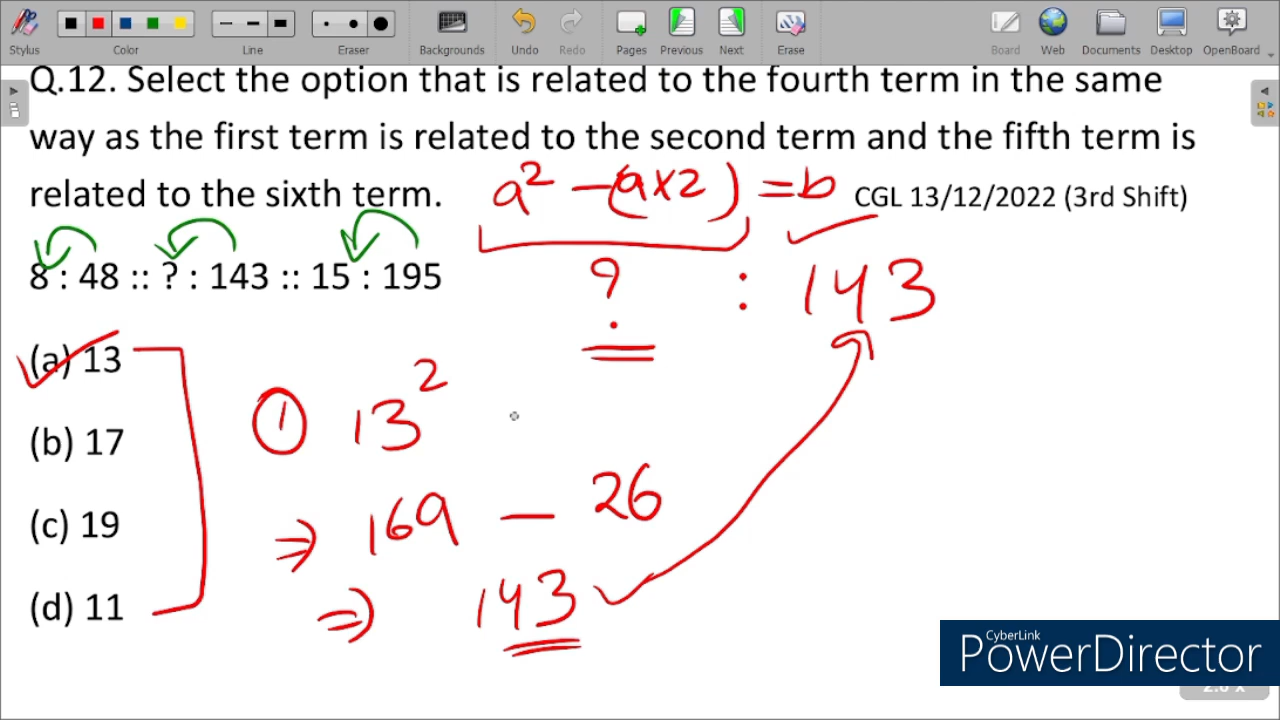 Stylus Color Line Eraser Backgrounds Undo Redo Pages Previous Next Erase Board Web Documents Desktop OpenBoard
Q.12. Select the option that is related to the fourth term in the same
way as the first term is related to the second term and the fifth term is
related to the sixth term.
a² – (a×2) = b
CGL 13/12/2022 (3rd Shift)
8 : 48 :: ? : 143 :: 15 : 195
? : 143
(a) 13
(b) 17
(c) 19
(d) 11
① 13²
⇒ 169 – 26
⇒ 143
CyberLink
PowerDirector
2.0 x